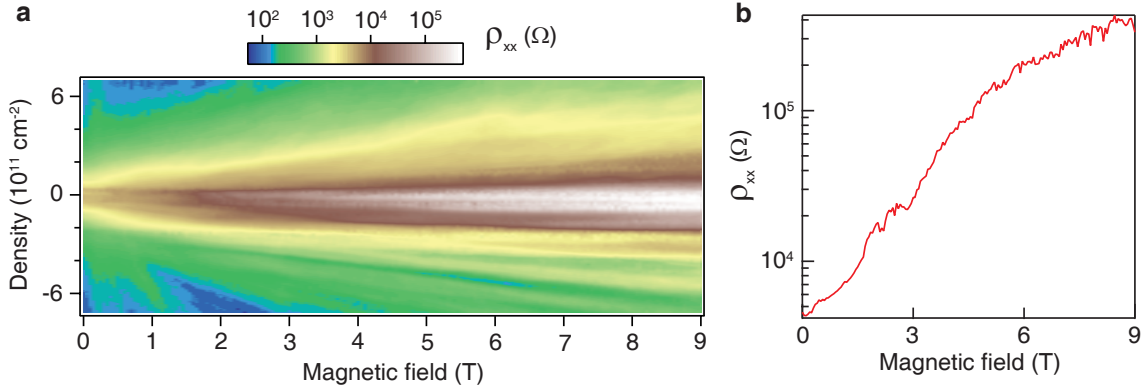 a
10² 10³ 10⁴ 10⁵
ρxx (Ω)
6
0
-6
Density (10¹¹ cm⁻²)
0 1 2 3 4 5 6 7 8 9
Magnetic field (T)
b
10⁵
10⁴
ρxx (Ω)
0 3 6 9
Magnetic field (T)